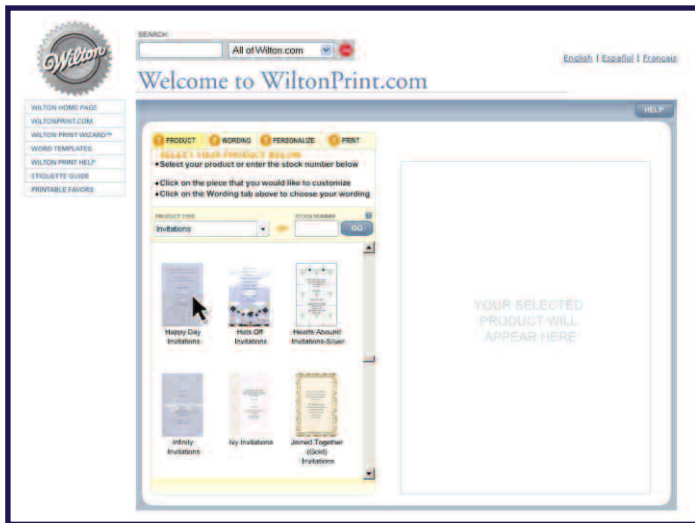 Wilton
SEARCH:
All of Wilton.com
English | Español | Français
Welcome to WiltonPrint.com
HELP
WILTON HOME PAGE
WILTONPRINT.COM
WILTON PRINT WIZARD™
WORD TEMPLATES
WILTON PRINT HELP
ETIQUETTE GUIDE
PRINTABLE FAVORS
PRODUCT WORDING PERSONALIZE PRINT
SELECT YOUR PRODUCT BELOW
•Select your product or enter the stock number below
•Click on the piece that you would like to customize
•Click on the Wording tab above to choose your wording
PRODUCT TYPE STOCK NUMBER
Invitations GO
Happy Day
Invitations
Hats Off
Invitations
Hearts Abound
Invitations-Silver
Infinity
Invitations
Ivy Invitations
Joined Together
(Gold)
Invitations
YOUR SELECTED
PRODUCT WILL
APPEAR HERE